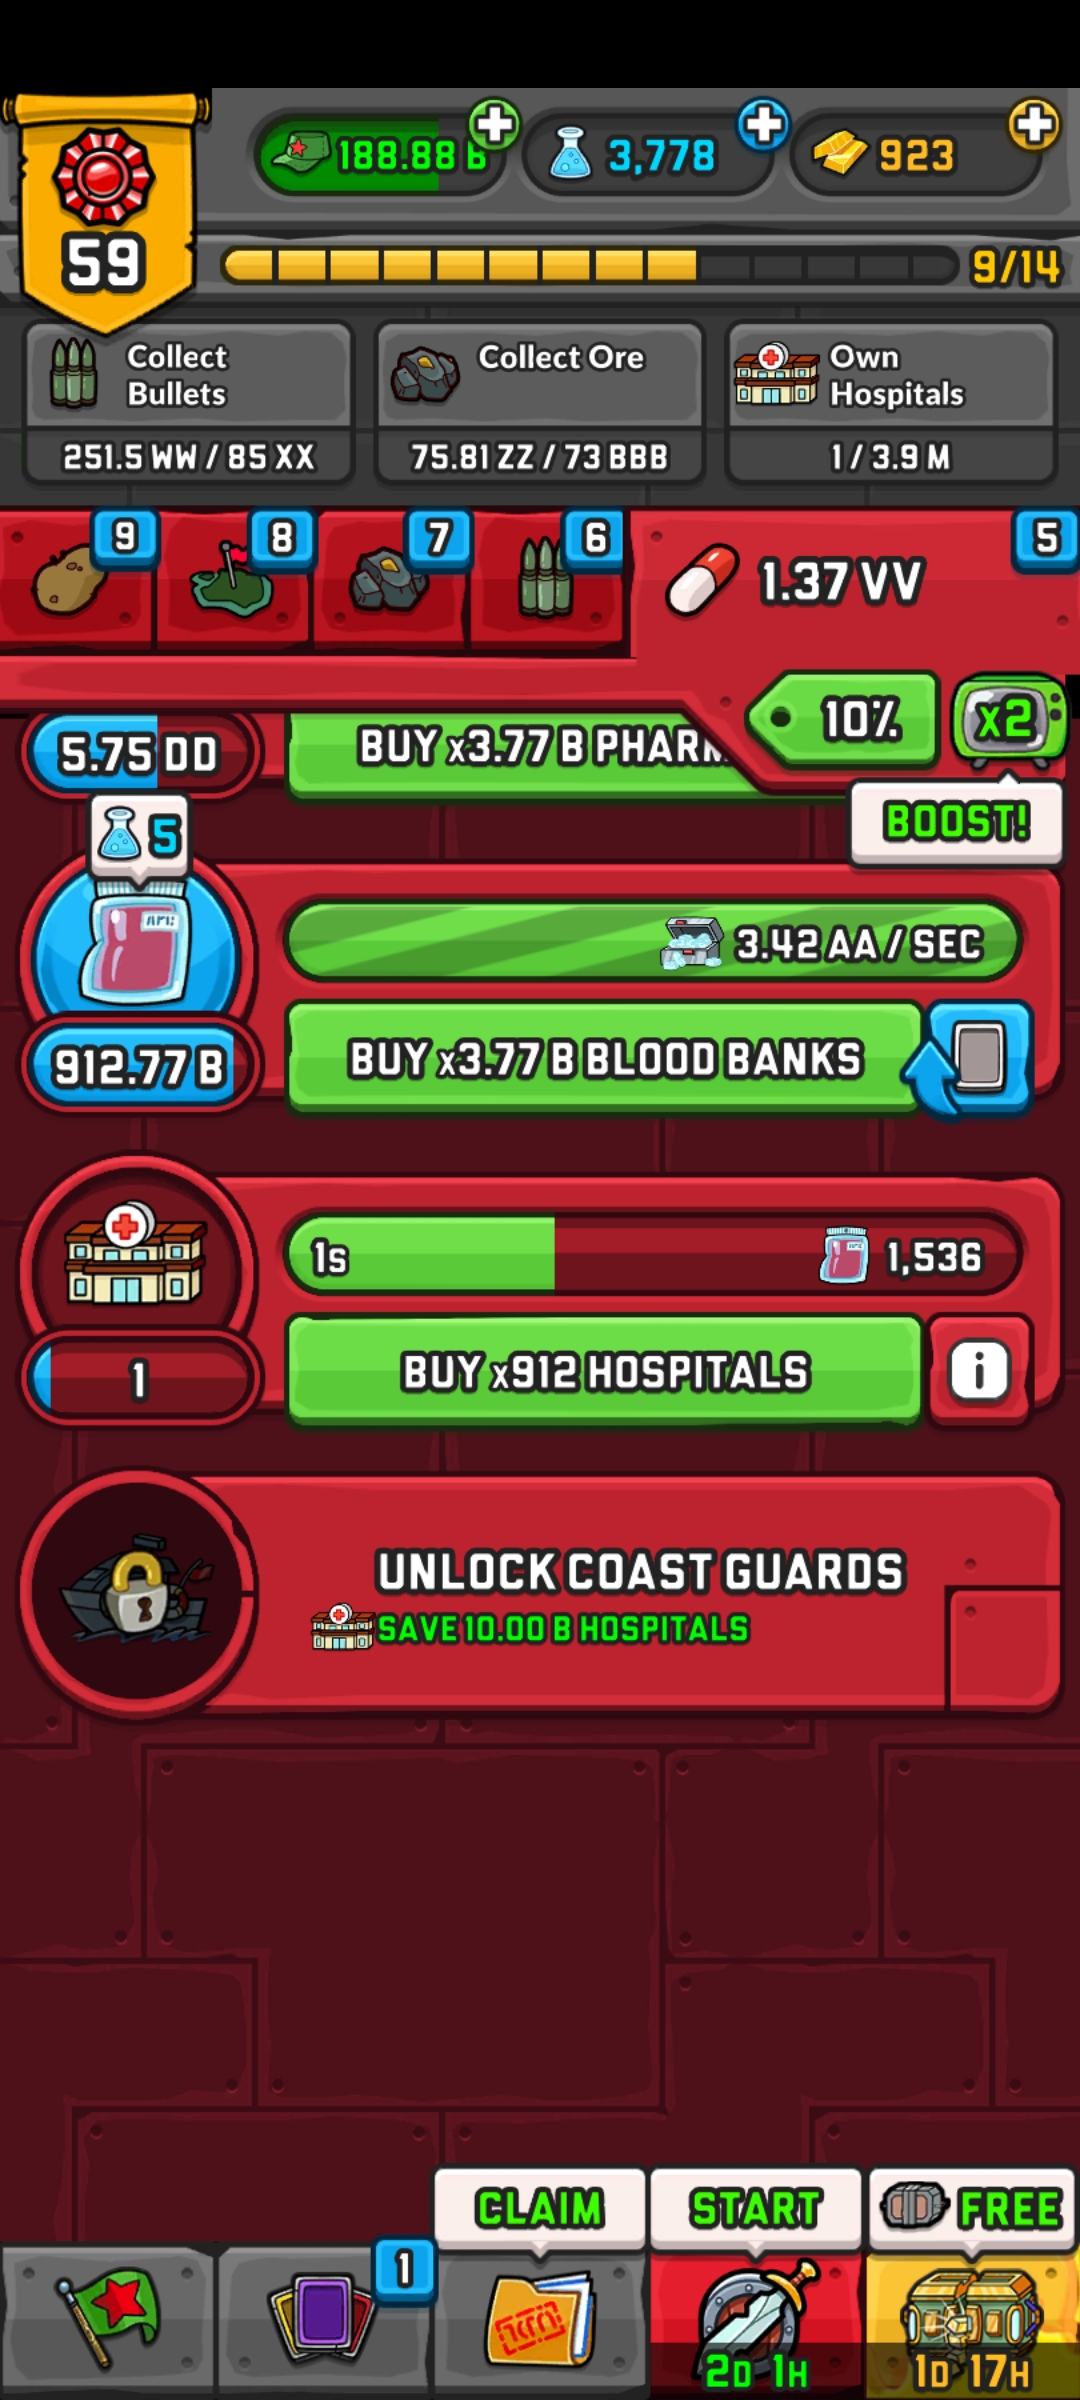 59
188.88 B
3,778
923
9/14
Collect
Bullets
251.5 WW / 85 XX
Collect Ore
75.81 ZZ / 73 BBB
Own
Hospitals
1 / 3.9 M
9
8
7
6
5
1.37 VV
10%
x2
BOOST!
5.75 DD
BUY x3.77 B PHARM
5
3.42 AA / SEC
912.77 B
BUY x3.77 B BLOOD BANKS
1s
1,536
1
BUY x912 HOSPITALS
i
UNLOCK COAST GUARDS
SAVE 10.00 B HOSPITALS
CLAIM
START
FREE
1
2D 1H
1D 17H